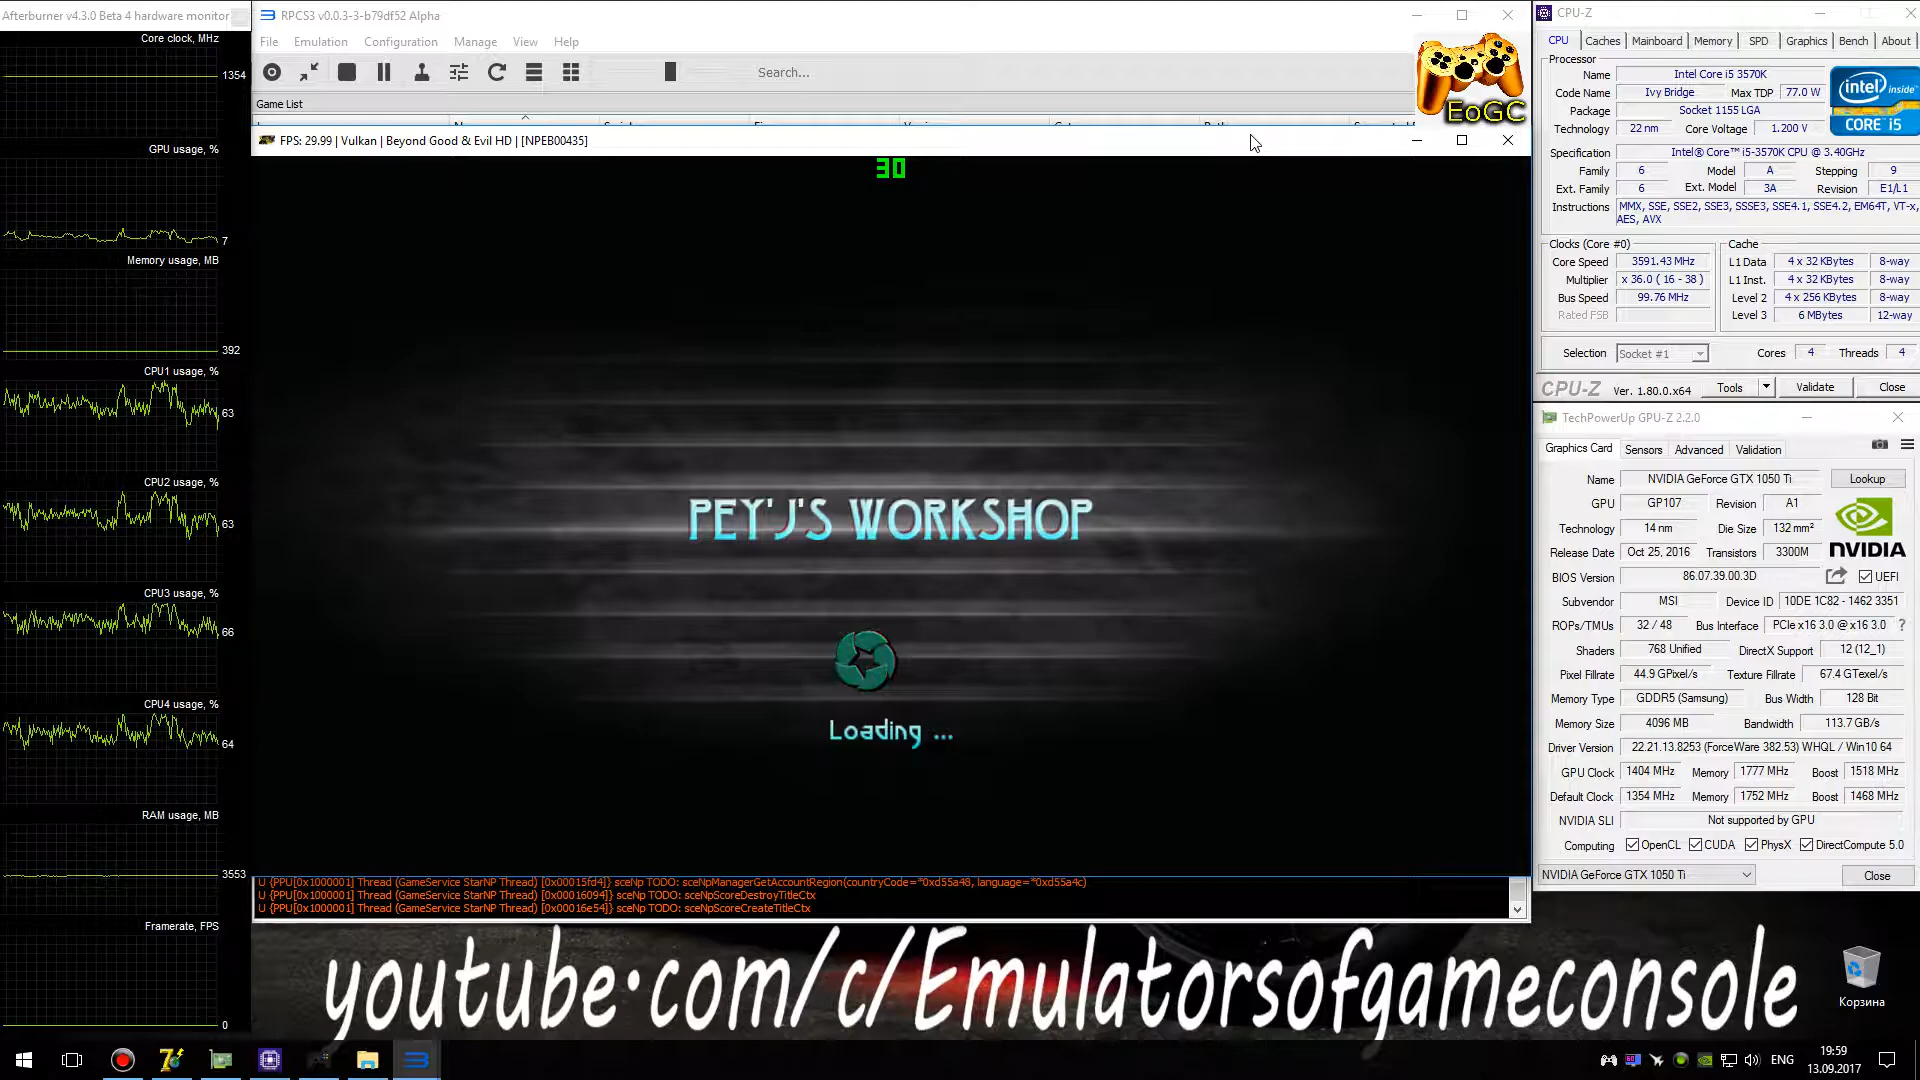 Afterburner v4.3.0 Beta 4 hardware monitor
Core clock, MHz
1354
GPU usage, %
7
Memory usage, MB
392
CPU1 usage, %
63
CPU2 usage, %
63
CPU3 usage, %
66
CPU4 usage, %
64
RAM usage, MB
3553
Framerate, FPS
0
RPCS3 v0.0.3-3-b79df52 Alpha
File Emulation Configuration Manage View Help
Search...
Game List
EoGC
FPS: 29.99 | Vulkan | Beyond Good & Evil HD | [NPEB00435]
30
PEY'J'S WORKSHOP
Loading ...
U {PPU[0x1000001] Thread (GameService StarNP Thread) [0x00015fd4]} sceNp TODO: sceNpManagerGetAccountRegion(countryCode=*0xd55a48, language=*0xd55a4c)
U {PPU[0x1000001] Thread (GameService StarNP Thread) [0x00016094]} sceNp TODO: sceNpScoreDestroyTitleCtx
U {PPU[0x1000001] Thread (GameService StarNP Thread) [0x00016e54]} sceNp TODO: sceNpScoreCreateTitleCtx
CPU-Z
CPU Caches Mainboard Memory SPD Graphics Bench About
Processor
Name Intel Core i5 3570K
Code Name Ivy Bridge Max TDP 77.0 W
Package Socket 1155 LGA
Technology 22 nm Core Voltage 1.200 V
intel inside
CORE i5
Specification Intel® Core™ i5-3570K CPU @ 3.40GHz
Family 6 Model A Stepping 9
Ext. Family 6 Ext. Model 3A Revision E1/L1
Instructions MMX, SSE, SSE2, SSE3, SSSE3, SSE4.1, SSE4.2, EM64T, VT-x,
AES, AVX
Clocks (Core #0) Cache
Core Speed 3591.43 MHz L1 Data 4 x 32 KBytes 8-way
Multiplier x 36.0 ( 16 - 38 ) L1 Inst. 4 x 32 KBytes 8-way
Bus Speed 99.76 MHz Level 2 4 x 256 KBytes 8-way
Rated FSB Level 3 6 MBytes 12-way
Selection Socket #1 Cores 4 Threads 4
CPU-Z Ver. 1.80.0.x64 Tools Validate Close
TechPowerUp GPU-Z 2.2.0
Graphics Card Sensors Advanced Validation
Name NVIDIA GeForce GTX 1050 Ti Lookup
GPU GP107 Revision A1
Technology 14 nm Die Size 132 mm²
Release Date Oct 25, 2016 Transistors 3300M
NVIDIA
BIOS Version 86.07.39.00.3D UEFI
Subvendor MSI Device ID 10DE 1C82 - 1462 3351
ROPs/TMUs 32 / 48 Bus Interface PCIe x16 3.0 @ x16 3.0 ?
Shaders 768 Unified DirectX Support 12 (12_1)
Pixel Fillrate 44.9 GPixel/s Texture Fillrate 67.4 GTexel/s
Memory Type GDDR5 (Samsung) Bus Width 128 Bit
Memory Size 4096 MB Bandwidth 113.7 GB/s
Driver Version 22.21.13.8253 (ForceWare 382.53) WHQL / Win10 64
GPU Clock 1404 MHz Memory 1777 MHz Boost 1518 MHz
Default Clock 1354 MHz Memory 1752 MHz Boost 1468 MHz
NVIDIA SLI Not supported by GPU
Computing OpenCL CUDA PhysX DirectCompute 5.0
NVIDIA GeForce GTX 1050 Ti Close
youtube.com/c/Emulatorsofgameconsole
Корзина
ENG
19:59
13.09.2017